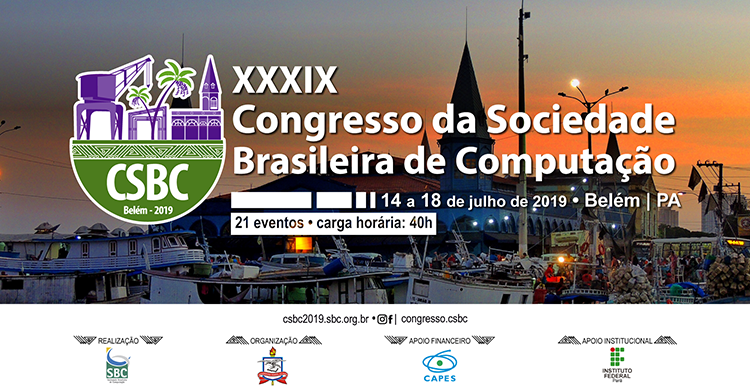 XXXIX
Congresso da Sociedade
Brasileira de Computação
CSBC
Belém - 2019
14 a 18 de julho de 2019 • Belém | PA
21 eventos • carga horária: 40h
csbc2019.sbc.org.br • f | congresso.csbc
REALIZAÇÃO
ORGANIZAÇÃO
APOIO FINANCEIRO
APOIO INSTITUCIONAL
SBC
CAPES
INSTITUTO
FEDERAL
Pará